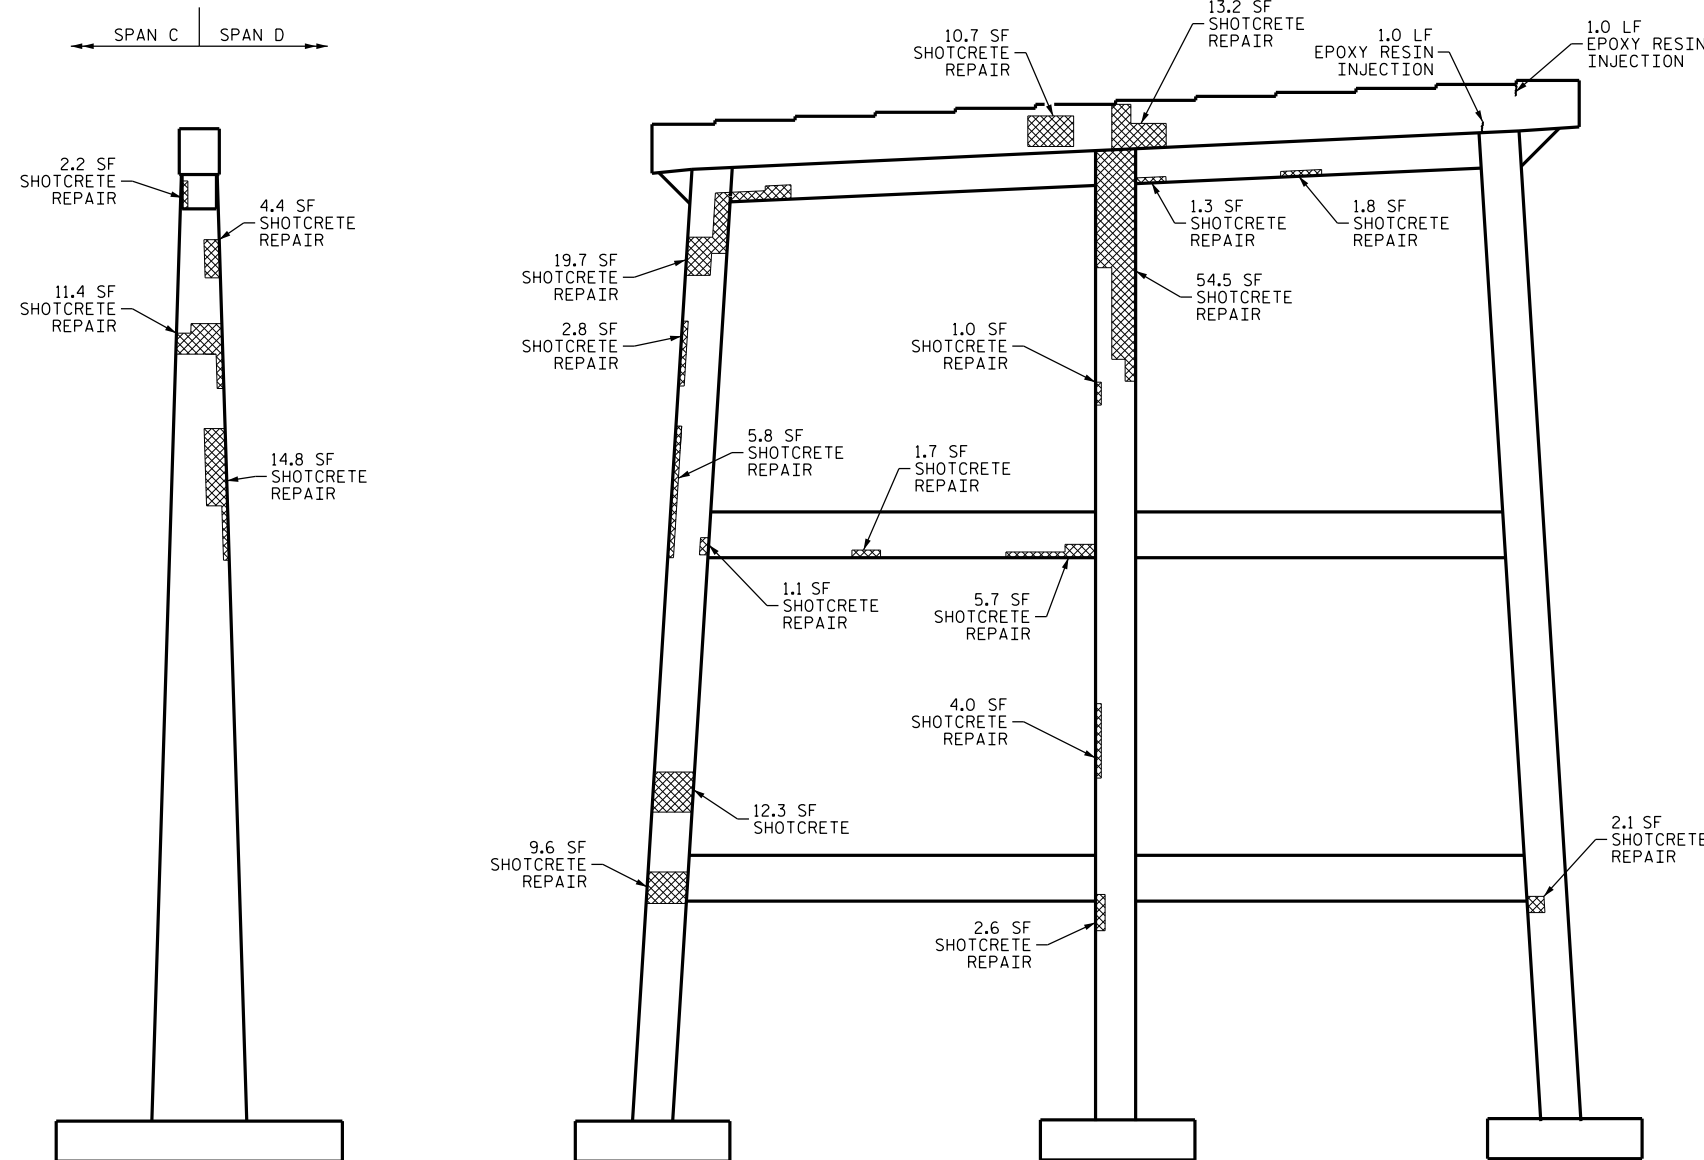 SPAN C
SPAN D
2.2 SF
SHOTCRETE
REPAIR
4.4 SF
SHOTCRETE
REPAIR
11.4 SF
SHOTCRETE
REPAIR
14.8 SF
SHOTCRETE
REPAIR
10.7 SF
SHOTCRETE
REPAIR
13.2 SF
SHOTCRETE
REPAIR
1.0 LF
EPOXY RESIN
INJECTION
1.0 LF
EPOXY RESIN
INJECTION
19.7 SF
SHOTCRETE
REPAIR
1.3 SF
SHOTCRETE
REPAIR
1.8 SF
SHOTCRETE
REPAIR
54.5 SF
SHOTCRETE
REPAIR
2.8 SF
SHOTCRETE
REPAIR
1.0 SF
SHOTCRETE
REPAIR
5.8 SF
SHOTCRETE
REPAIR
1.7 SF
SHOTCRETE
REPAIR
1.1 SF
SHOTCRETE
REPAIR
5.7 SF
SHOTCRETE
REPAIR
4.0 SF
SHOTCRETE
REPAIR
12.3 SF
SHOTCRETE
9.6 SF
SHOTCRETE
REPAIR
2.6 SF
SHOTCRETE
REPAIR
2.1 SF
SHOTCRETE
REPAIR